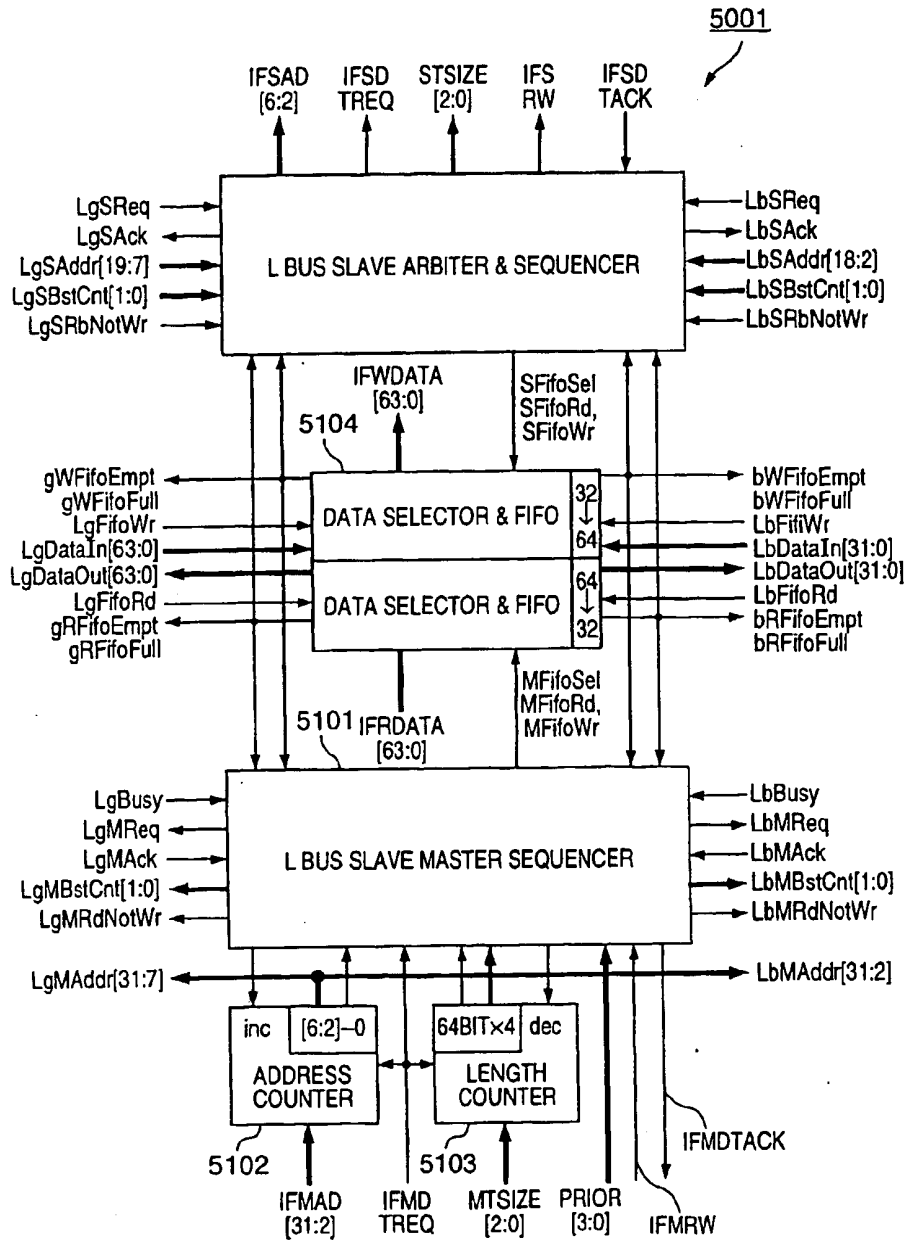 5001
IFSAD
[6:2]
IFSD
TREQ
STSIZE
[2:0]
IFS
RW
IFSD
TACK
LgSReq
LgSAck
LgSAddr[19:7]
LgSBstCnt[1:0]
LgSRbNotWr
L BUS SLAVE ARBITER & SEQUENCER
LbSReq
LbSAck
LbSAddr[18:2]
LbSBstCnt[1:0]
LbSRbNotWr
IFWDATA
[63:0]
SFifoSel
SFifoRd,
SFifoWr
5104
gWFifoEmpt
gWFifoFull
LgFifoWr
LgDataIn[63:0]
LgDataOut[63:0]
LgFifoRd
gRFifoEmpt
gRFifoFull
DATA SELECTOR & FIFO
32
64
DATA SELECTOR & FIFO
64
32
bWFifoEmpt
bWFifoFull
LbFifiWr
LbDataIn[31:0]
LbDataOut[31:0]
LbFifoRd
bRFifoEmpt
bRFifoFull
MFifoSel
MFifoRd,
MFifoWr
5101
IFRDATA
[63:0]
LgBusy
LgMReq
LgMAck
LgMBstCnt[1:0]
LgMRdNotWr
L BUS SLAVE MASTER SEQUENCER
LbBusy
LbMReq
LbMAck
LbMBstCnt[1:0]
LbMRdNotWr
LgMAddr[31:7]
LbMAddr[31:2]
inc
[6:2]–0
ADDRESS
COUNTER
64BIT×4
dec
LENGTH
COUNTER
5102
5103
IFMDTACK
IFMAD
[31:2]
IFMD
TREQ
MTSIZE
[2:0]
PRIOR
[3:0]
IFMRW